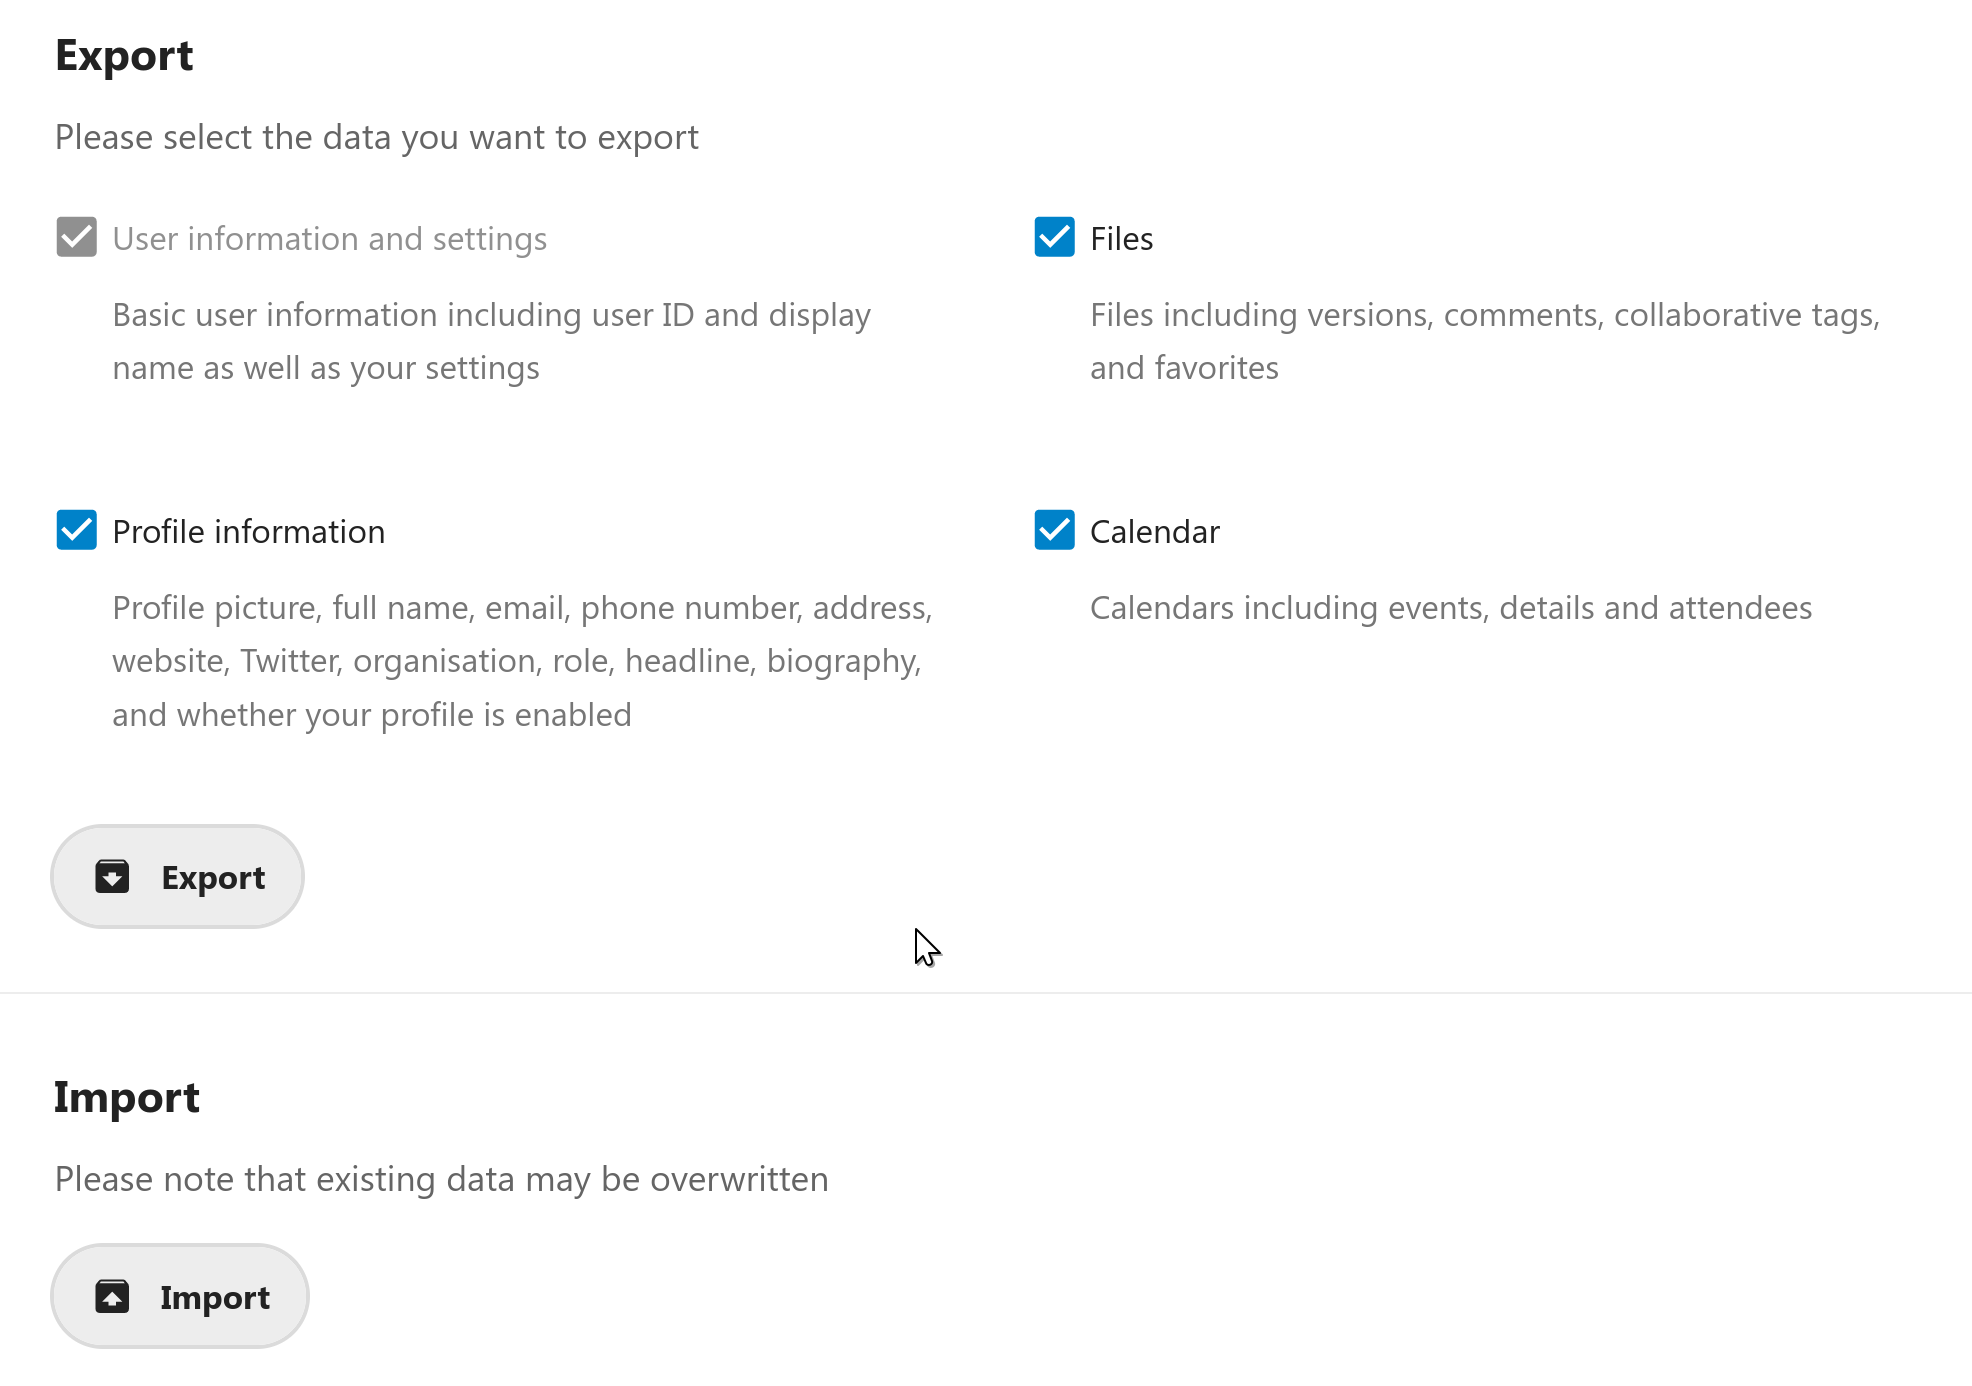 Export
Please select the data you want to export
User information and settings
Basic user information including user ID and display
name as well as your settings
Files
Files including versions, comments, collaborative tags,
and favorites
Profile information
Profile picture, full name, email, phone number, address,
website, Twitter, organisation, role, headline, biography,
and whether your profile is enabled
Calendar
Calendars including events, details and attendees
Export
Import
Please note that existing data may be overwritten
Import